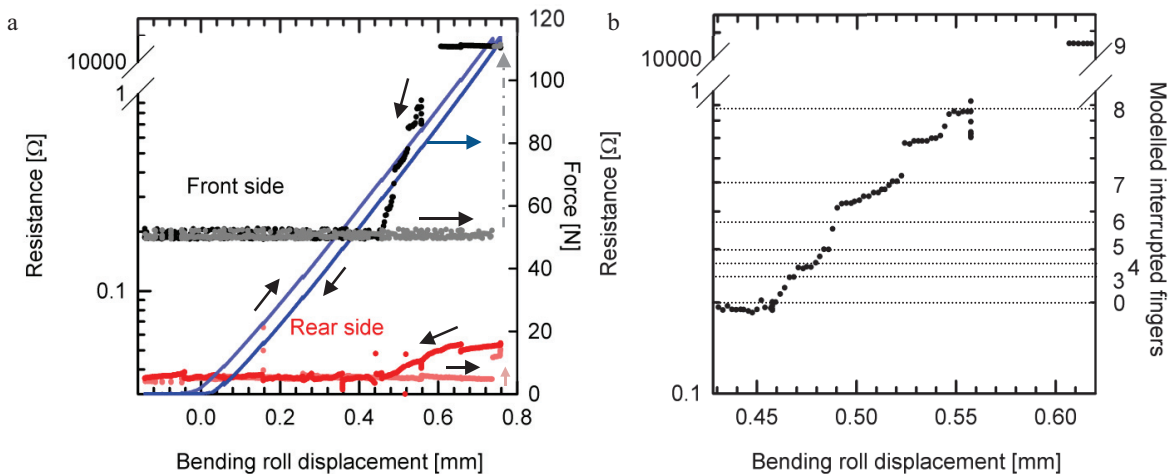 a
10000
1
0.1
Resistance [Ω]
Front side
Rear side
120
100
80
60
40
20
0
Force [N]
0.0 0.2 0.4 0.6 0.8
Bending roll displacement [mm]
b
10000
1
0.1
Resistance [Ω]
9
8
7
6
5
4
3
0
Modelled interrupted fingers
0.45 0.50 0.55 0.60
Bending roll displacement [mm]